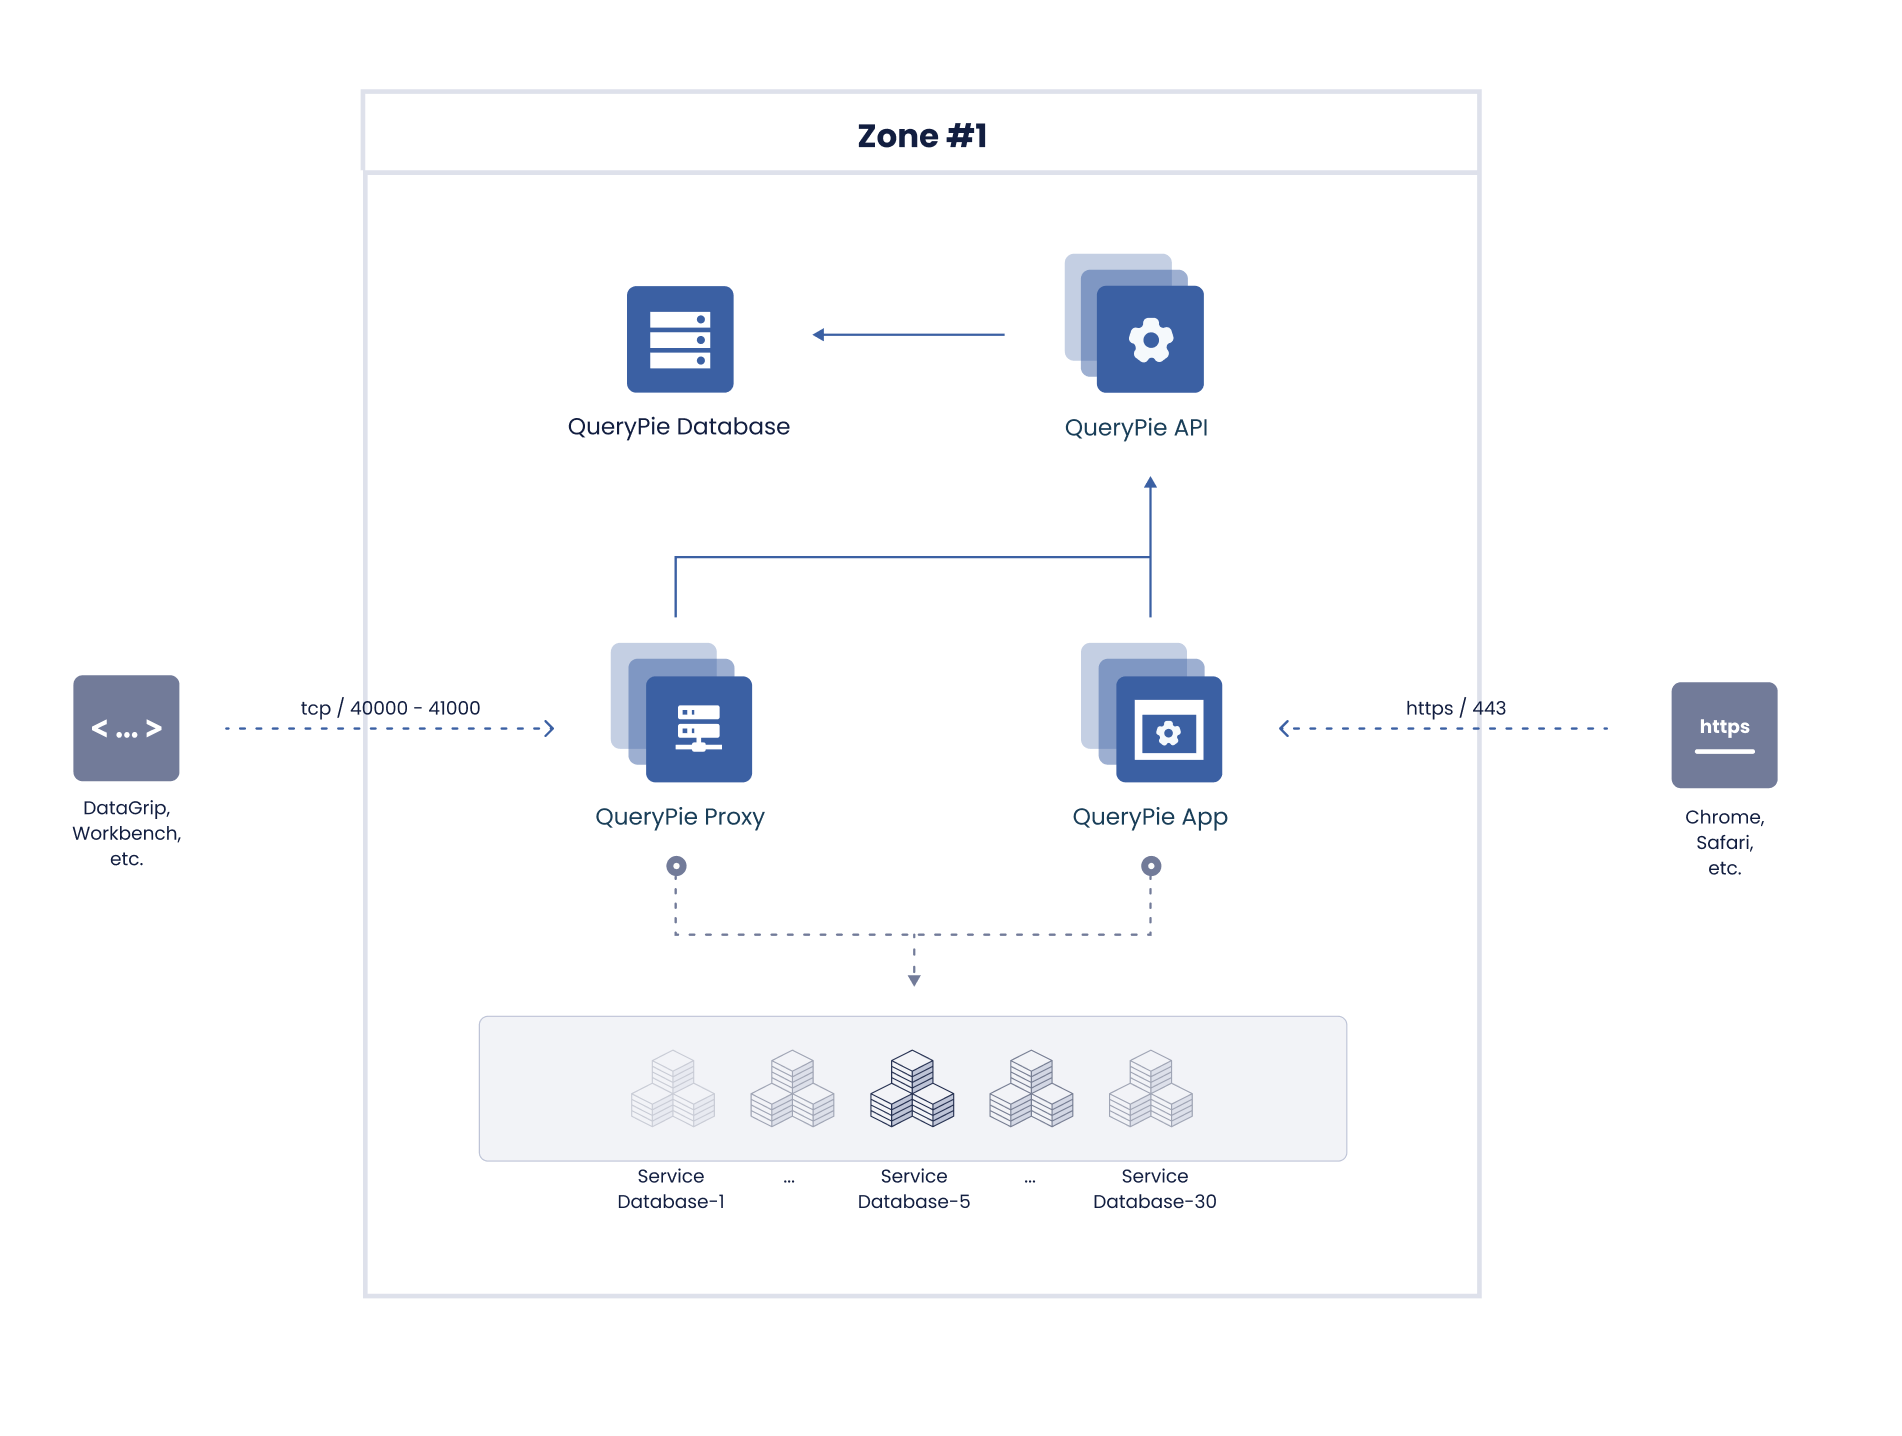 Zone #1
QueryPie Database
QueryPie API
<...>
tcp / 40000 - 41000
https / 443
https
DataGrip,
Workbench,
etc.
QueryPie Proxy
QueryPie App
Chrome,
Safari,
etc.
Service
Database-1
...
Service
Database-5
...
Service
Database-30